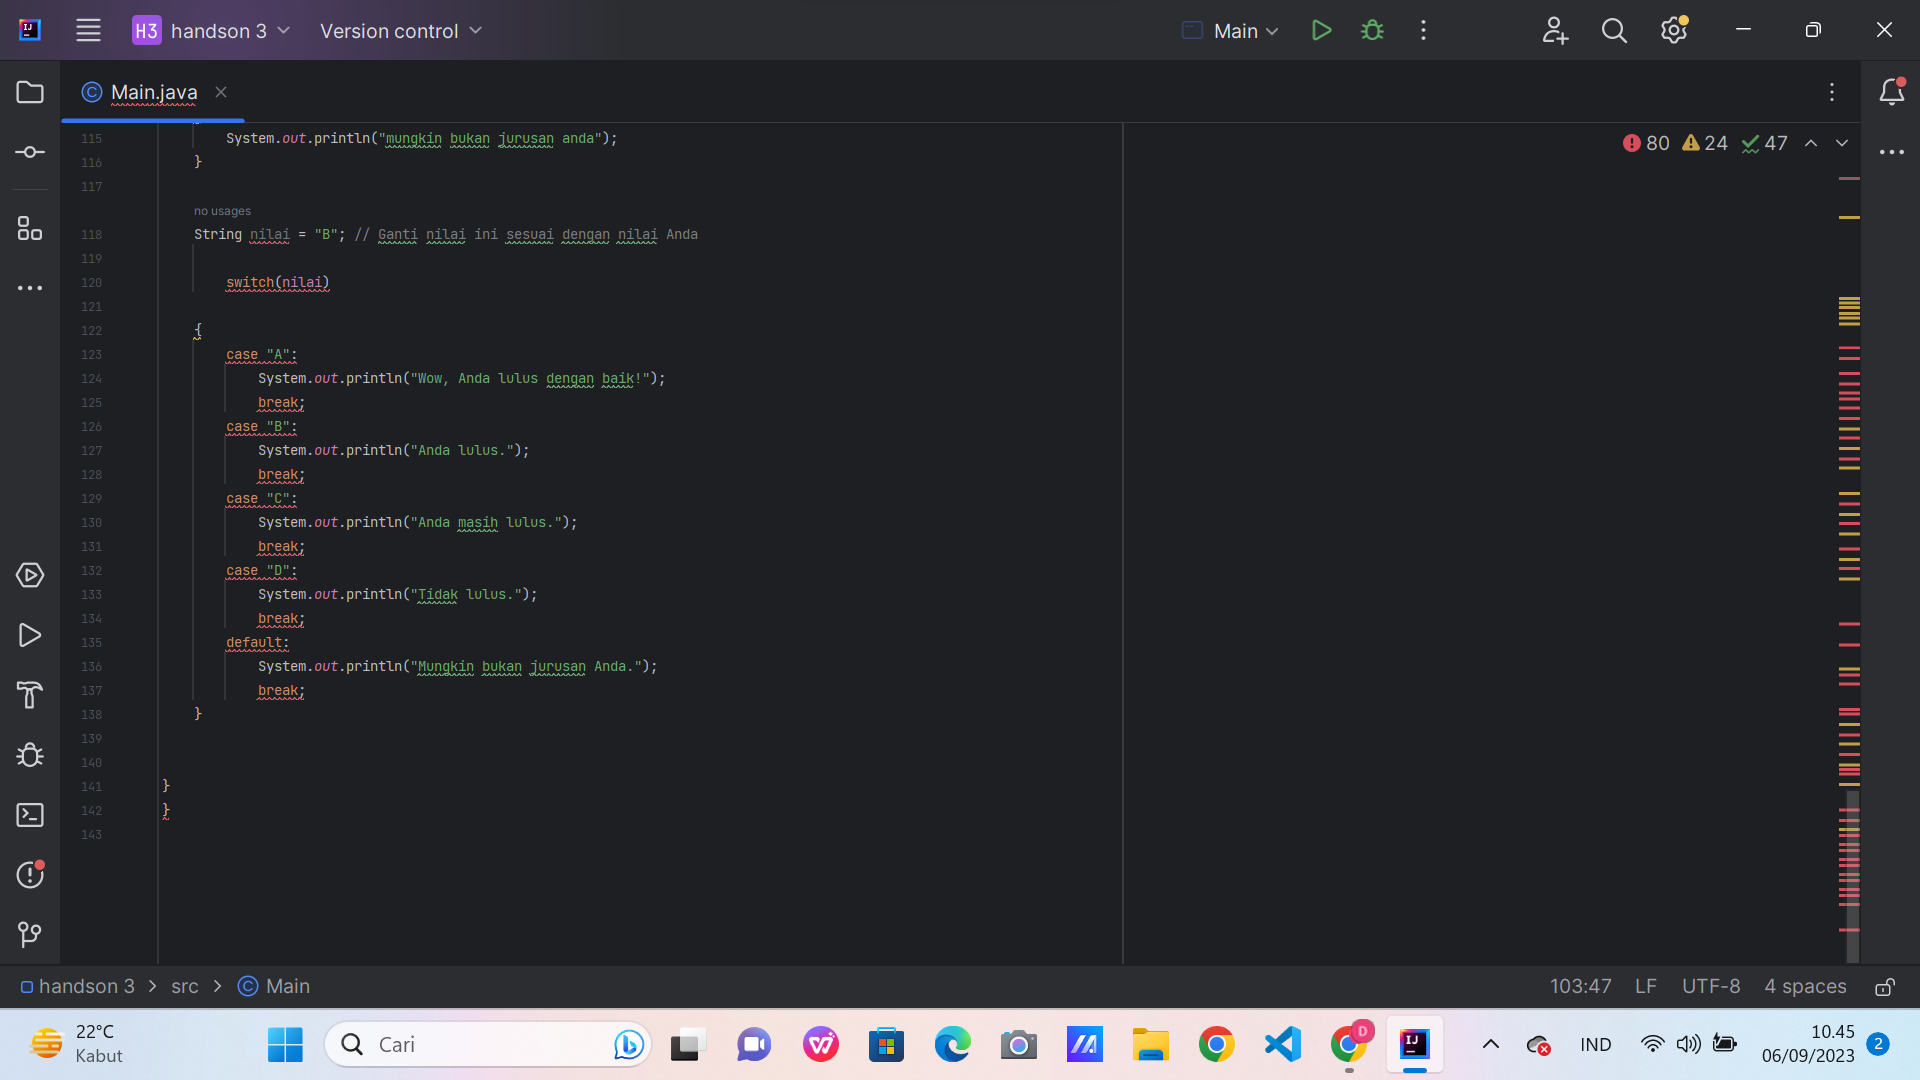 H3 handson 3 Version control Main
Main.java
115 System.out.println("mungkin bukan jurusan anda");
80 24 47
116 }
117
no usages
118 String nilai = "B"; // Ganti nilai ini sesuai dengan nilai Anda
119
120 switch(nilai)
121
122 {
123 case "A":
124 System.out.println("Wow, Anda lulus dengan baik!");
125 break;
126 case "B":
127 System.out.println("Anda lulus.");
128 break;
129 case "C":
130 System.out.println("Anda masih lulus.");
131 break;
132 case "D":
133 System.out.println("Tidak lulus.");
134 break;
135 default:
136 System.out.println("Mungkin bukan jurusan Anda.");
137 break;
138 }
139
140
141 }
142 }
143
handson 3 > src > Main 103:47 LF UTF-8 4 spaces
22°C
Kabut
Cari
D
IND
10.45
06/09/2023
2